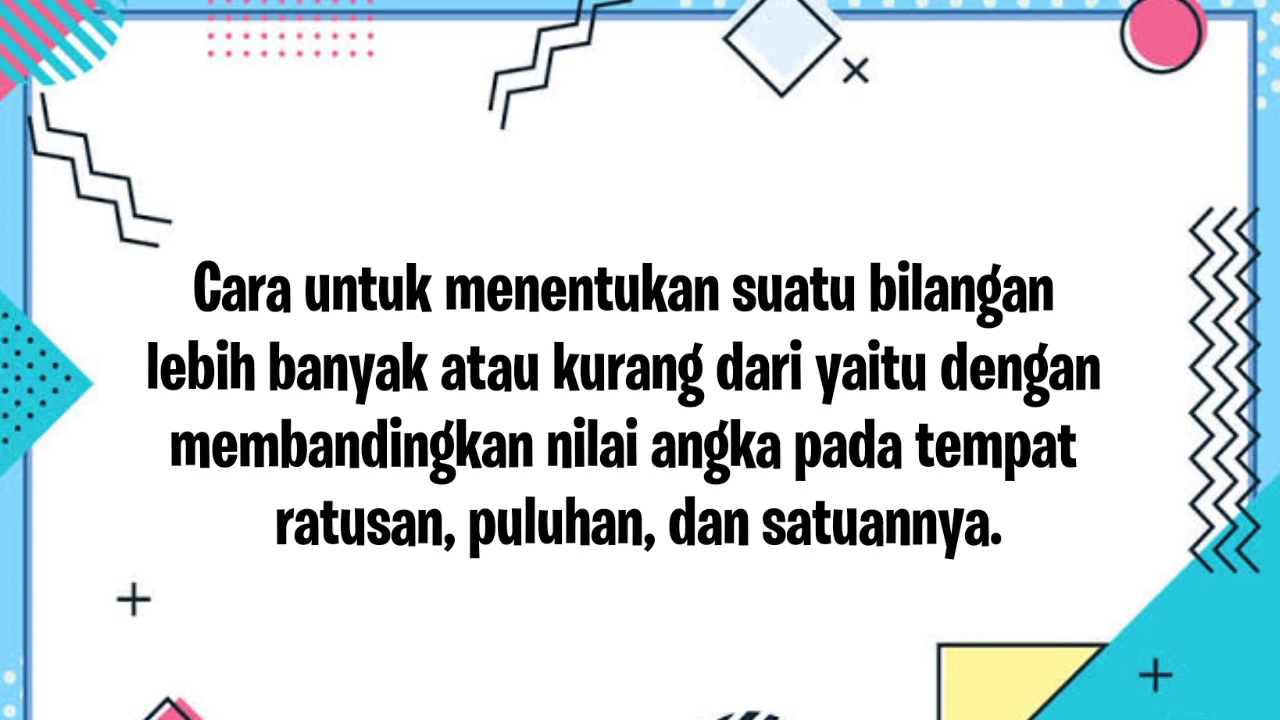 Cara untuk menentukan suatu bilangan
lebih banyak atau kurang dari yaitu dengan
membandingkan nilai angka pada tempat
ratusan, puluhan, dan satuannya.